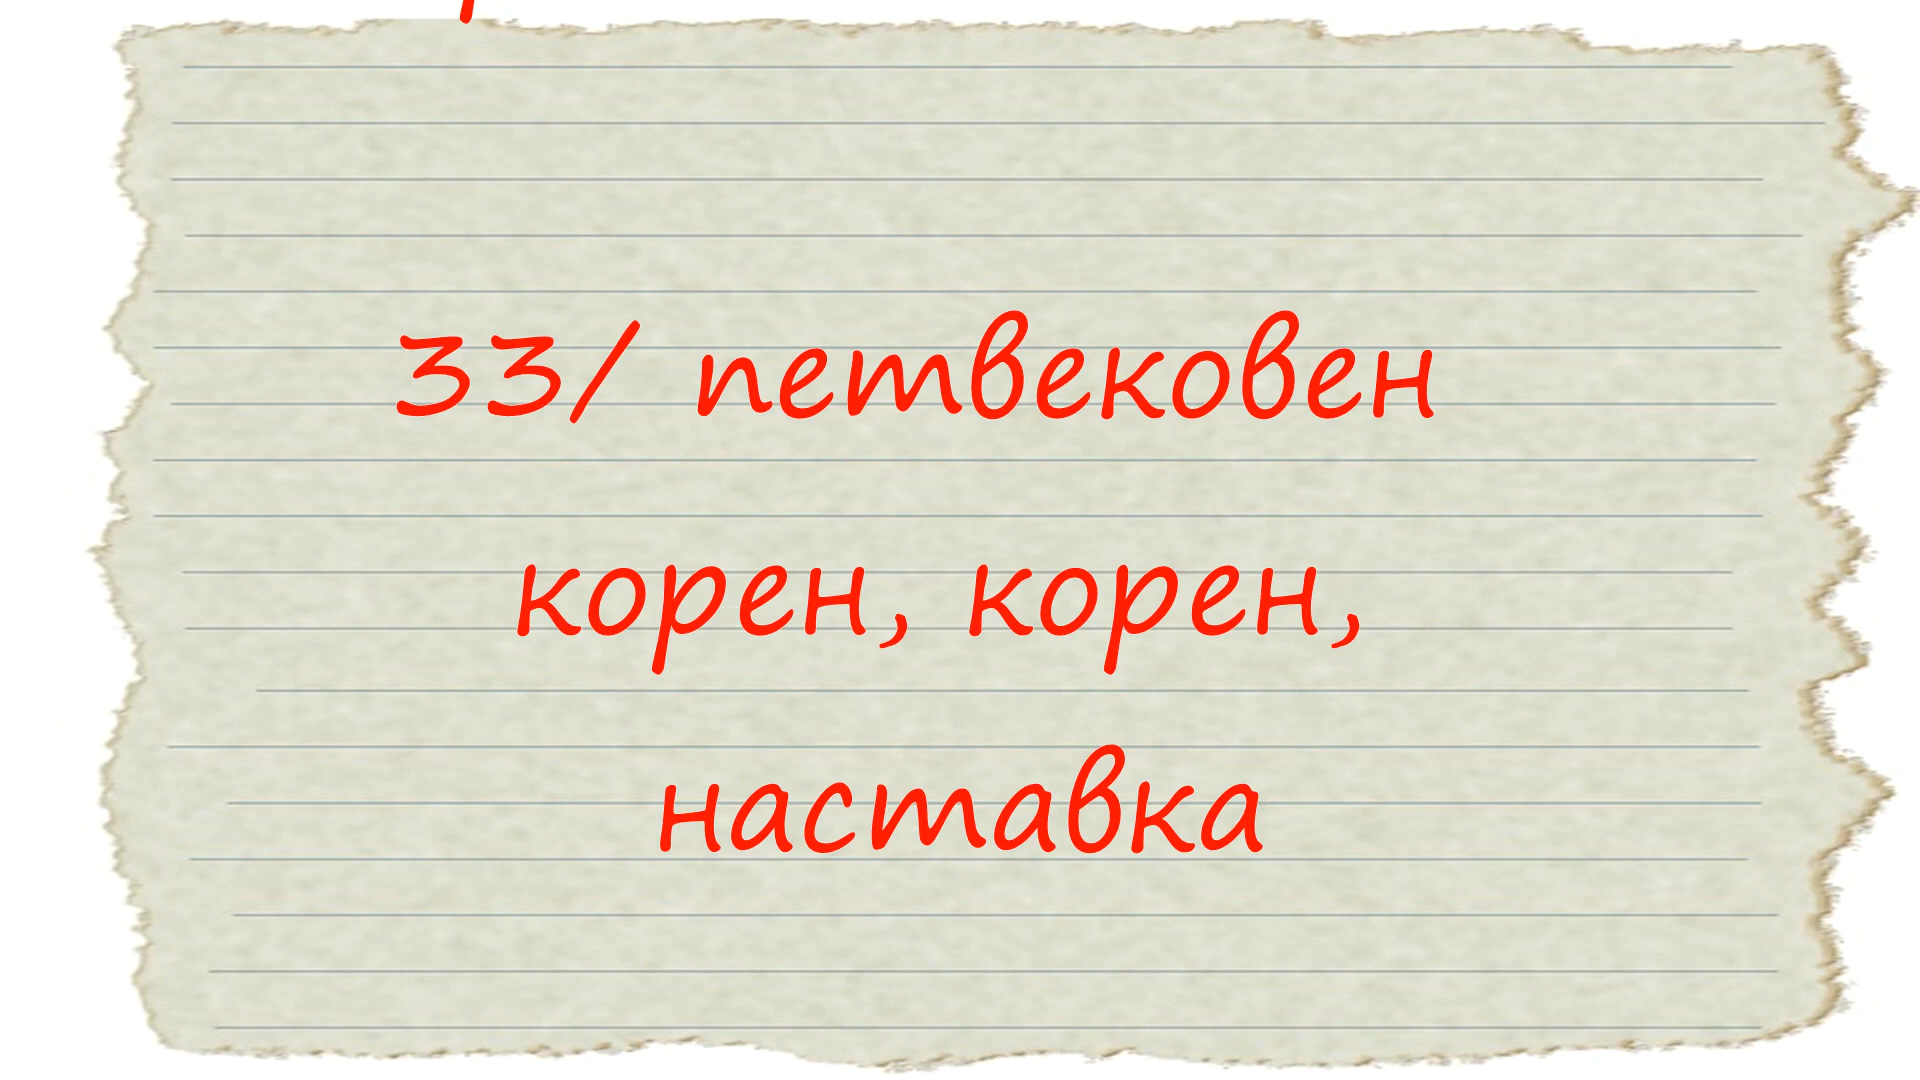 33/ петвековен
корен, корен,
наставка